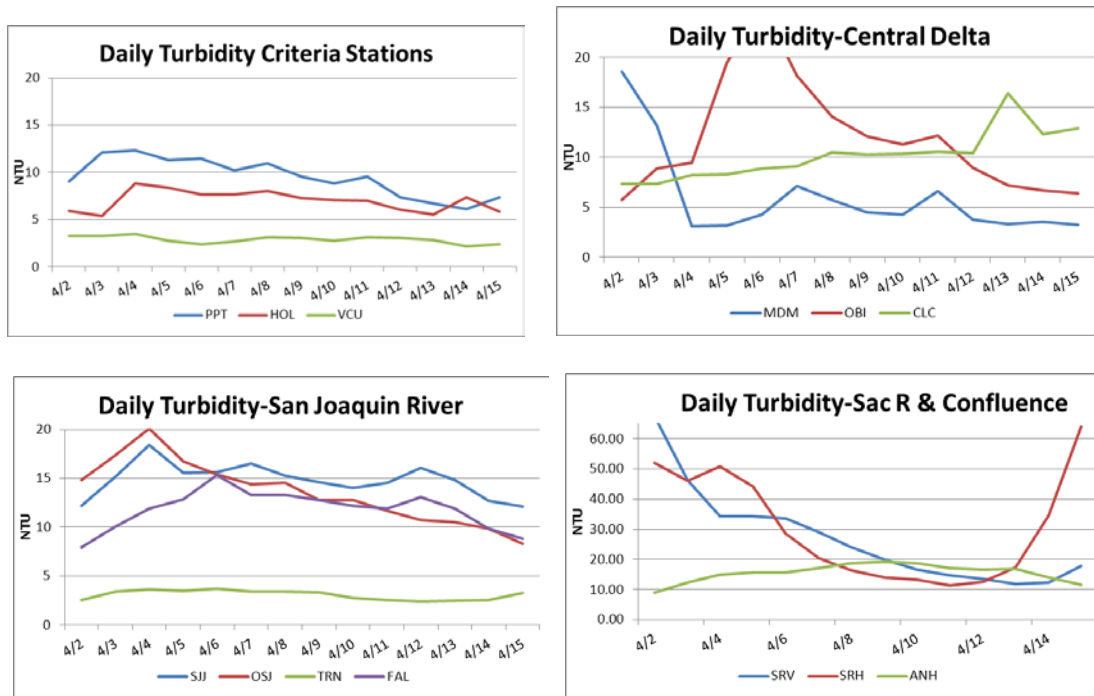 Daily Turbidity Criteria Stations
20
15
10
5
0
NTU
4/2 4/3 4/4 4/5 4/6 4/7 4/8 4/9 4/10 4/11 4/12 4/13 4/14 4/15
PPT HOL VCU
Daily Turbidity-Central Delta
20
15
10
5
0
NTU
4/2 4/3 4/4 4/5 4/6 4/7 4/8 4/9 4/10 4/11 4/12 4/13 4/14 4/15
MDM OBI CLC
Daily Turbidity-San Joaquin River
20
15
10
5
0
NTU
4/2 4/3 4/4 4/5 4/6 4/7 4/8 4/9 4/10 4/11 4/12 4/13 4/14 4/15
SJJ OSJ TRN FAL
Daily Turbidity-Sac R & Confluence
60.00
50.00
40.00
30.00
20.00
10.00
0.00
NTU
4/2 4/4 4/6 4/8 4/10 4/12 4/14
SRV SRH ANH